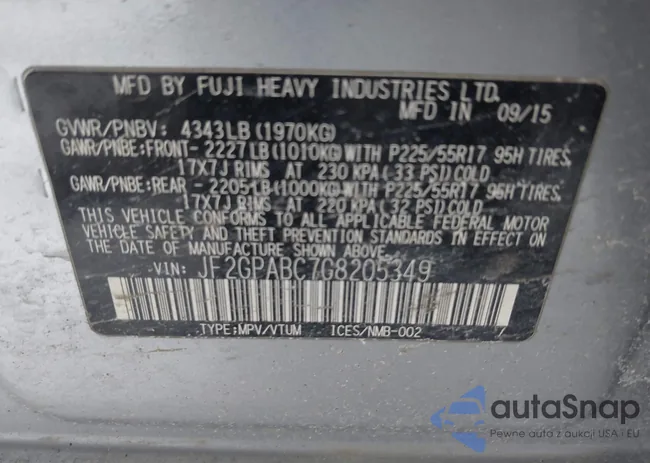 MFD BY FUJI HEAVY INDUSTRIES LTD.
MFD IN 09/15
GVWR/PNBV: 4343LB(1970KG)
GAWR/PNBE:FRONT-2227LB(1010KG)WITH P225/55R17 95H TIRES,
17X7J RIMS AT 230 KPA(33 PSI)COLD
GAWR/PNBE:REAR -2205LB(1000KG)WITH P225/55R17 95H TIRES,
17X7J RIMS AT 220 KPA(32 PSI)COLD
THIS VEHICLE CONFORMS TO ALL APPLICABLE FEDERAL MOTOR
VEHICLE SAFETY AND THEFT PREVENTION STANDARDS IN EFFECT ON
THE DATE OF MANUFACTURE SHOWN ABOVE.
VIN: JF2GPABC7G8205349
TYPE:MPV/VTUM ICES/NMB-002 7
autaSnap
Pewne auta z aukcji USA i EU